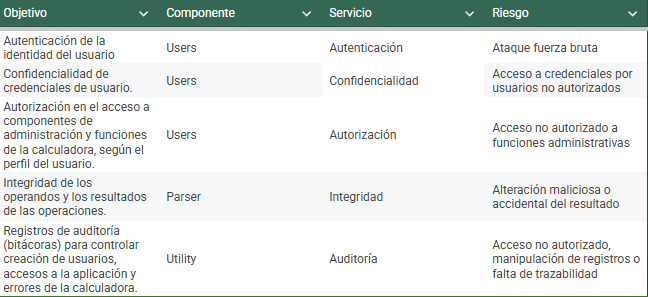 Objetivo Componente Servicio Riesgo
Autenticación de la
identidad del usuario
Users
Autenticación
Ataque fuerza bruta
Confidencialidad de
credenciales de usuario.
Users
Confidencialidad
Acceso a credenciales por
usuarios no autorizados
Autorización en el acceso a
componentes de
administración y funciones
de la calculadora, según el
perfil del usuario.
Users
Autorización
Acceso no autorizado a
funciones administrativas
Integridad de los
operandos y los resultados
de las operaciones.
Parser
Integridad
Alteración maliciosa o
accidental del resultado
Registros de auditoría
(bitácoras) para controlar
creación de usuarios,
accesos a la aplicación y
errores de la calculadora.
Utility
Auditoría
Acceso no autorizado,
manipulación de registros o
falta de trazabilidad